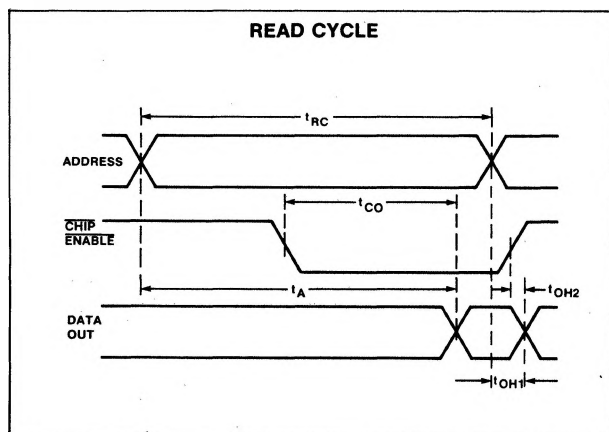 READ CYCLE
tRC
ADDRESS
tCO
CHIP
ENABLE
tA
tOH2
DATA
OUT
tOH1